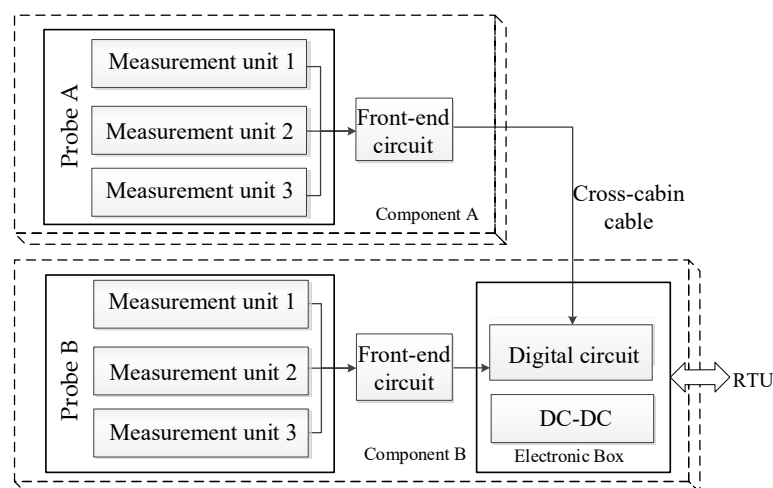 Probe A
Measurement unit 1
Measurement unit 2
Measurement unit 3
Front-end
circuit
Component A
Cross-cabin
cable
Probe B
Measurement unit 1
Measurement unit 2
Measurement unit 3
Front-end
circuit
Component B
Digital circuit
DC-DC
Electronic Box
RTU